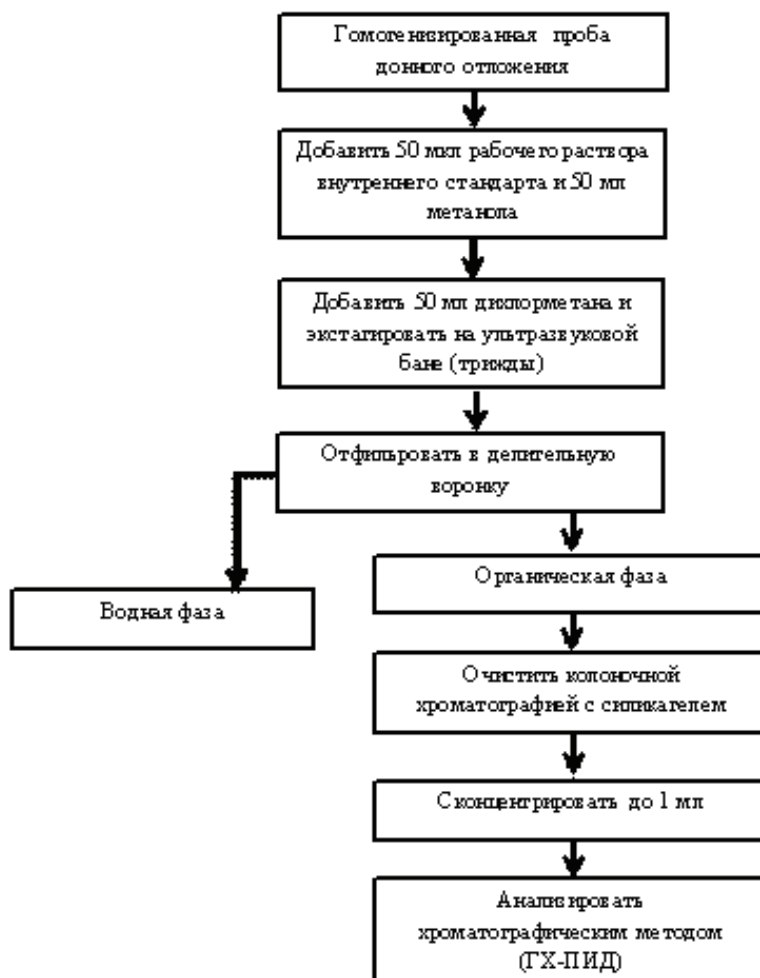 Гомогенизированная проба
донного отложения
Добавить 50 мкл рабочего раствора
внутреннего стандарта и 50 мл
метанола
Добавить 50 мл дихлорметана и
экстагировать на ультразвуковой
бане (трижды)
Отфильровать в делительную
воронку
Органическая фаза
Водная фаза
Очистить колоночной
хроматографией с силикагелем
Сконцентрировать до 1 мл
Анализировать
хроматографическим методом
(ГХ-ПИД)